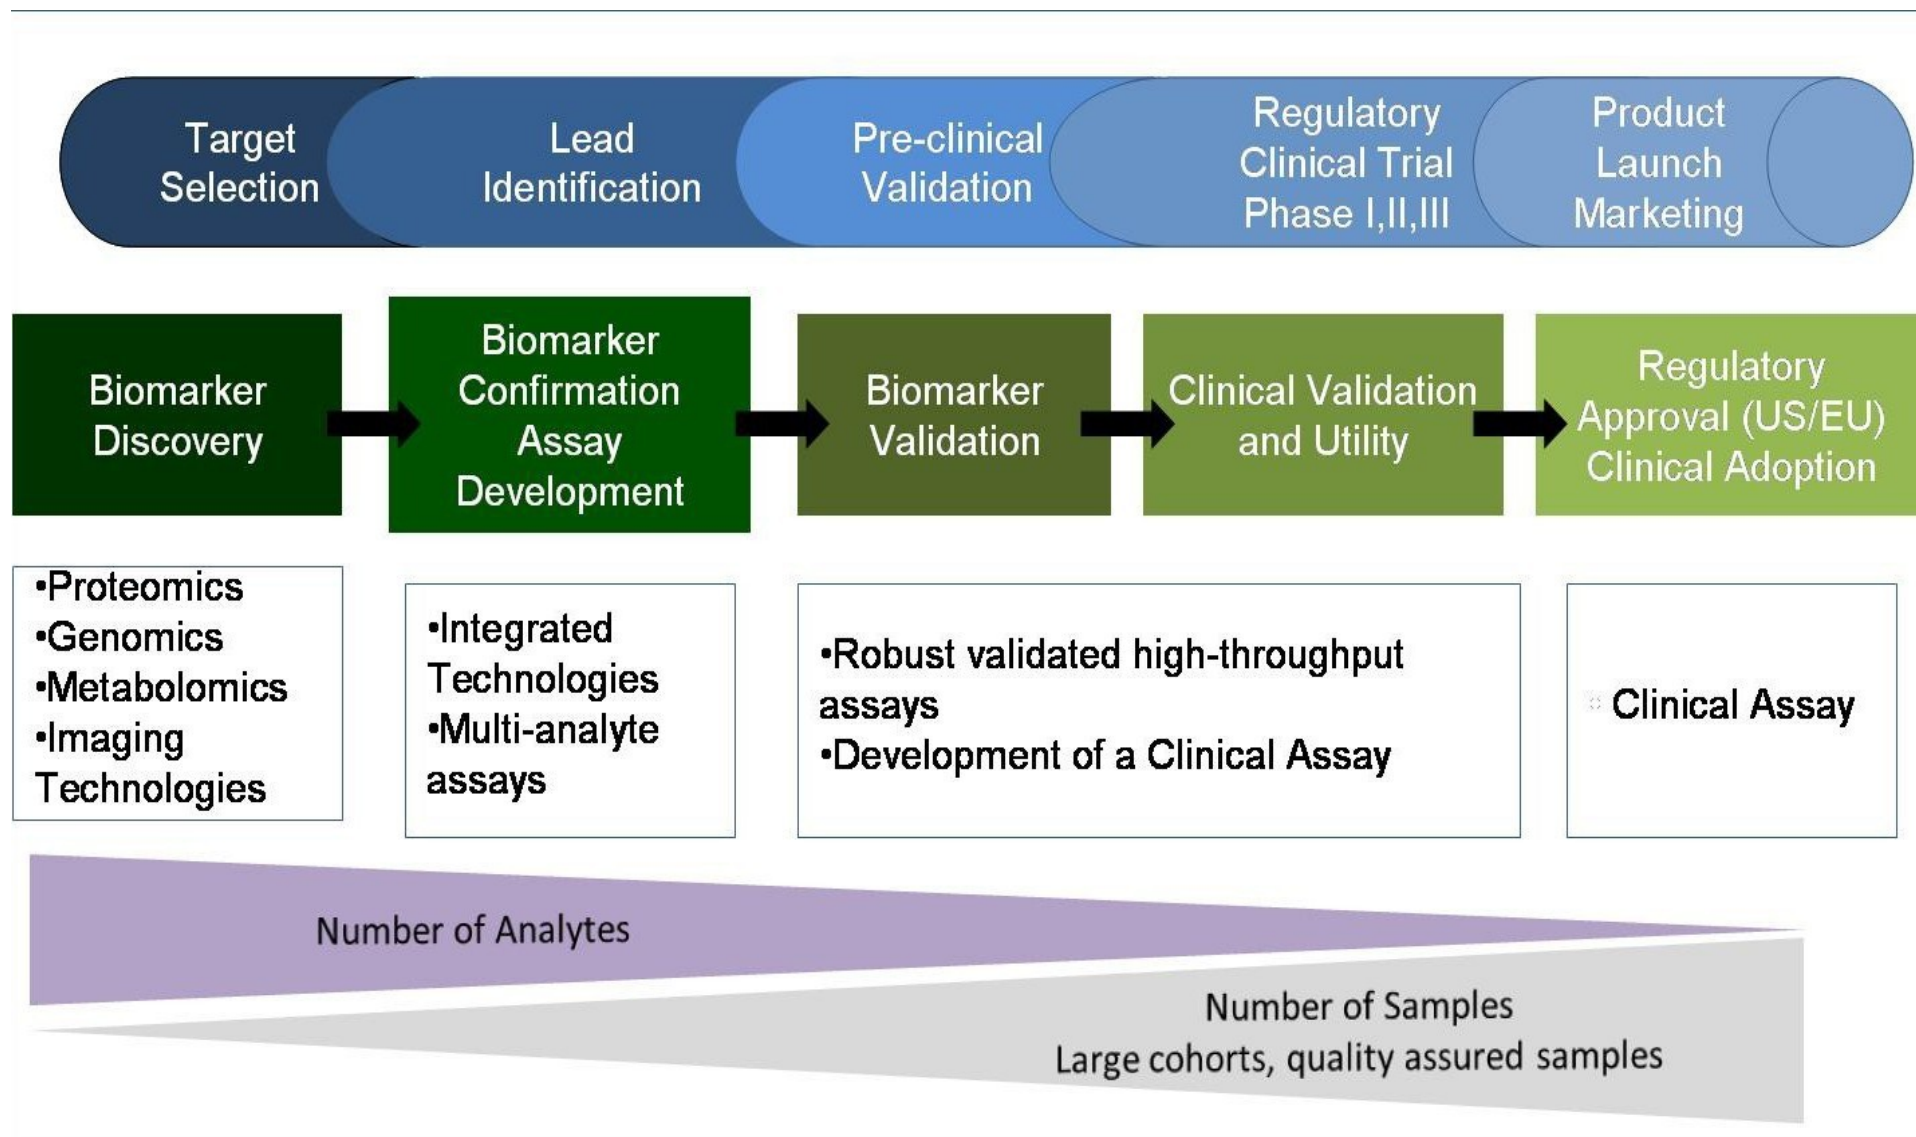 Target
Selection
Lead
Identification
Pre-clinical
Validation
Regulatory
Clinical Trial
Phase I,II,III
Product
Launch
Marketing
Biomarker
Discovery
Biomarker
Confirmation
Assay
Development
Biomarker
Validation
Clinical Validation
and Utility
Regulatory
Approval (US/EU)
Clinical Adoption
•Proteomics
•Genomics
•Metabolomics
•Imaging
Technologies
•Integrated
Technologies
•Multi-analyte
assays
•Robust validated high-throughput
assays
•Development of a Clinical Assay
Clinical Assay
Number of Analytes
Number of Samples
Large cohorts, quality assured samples